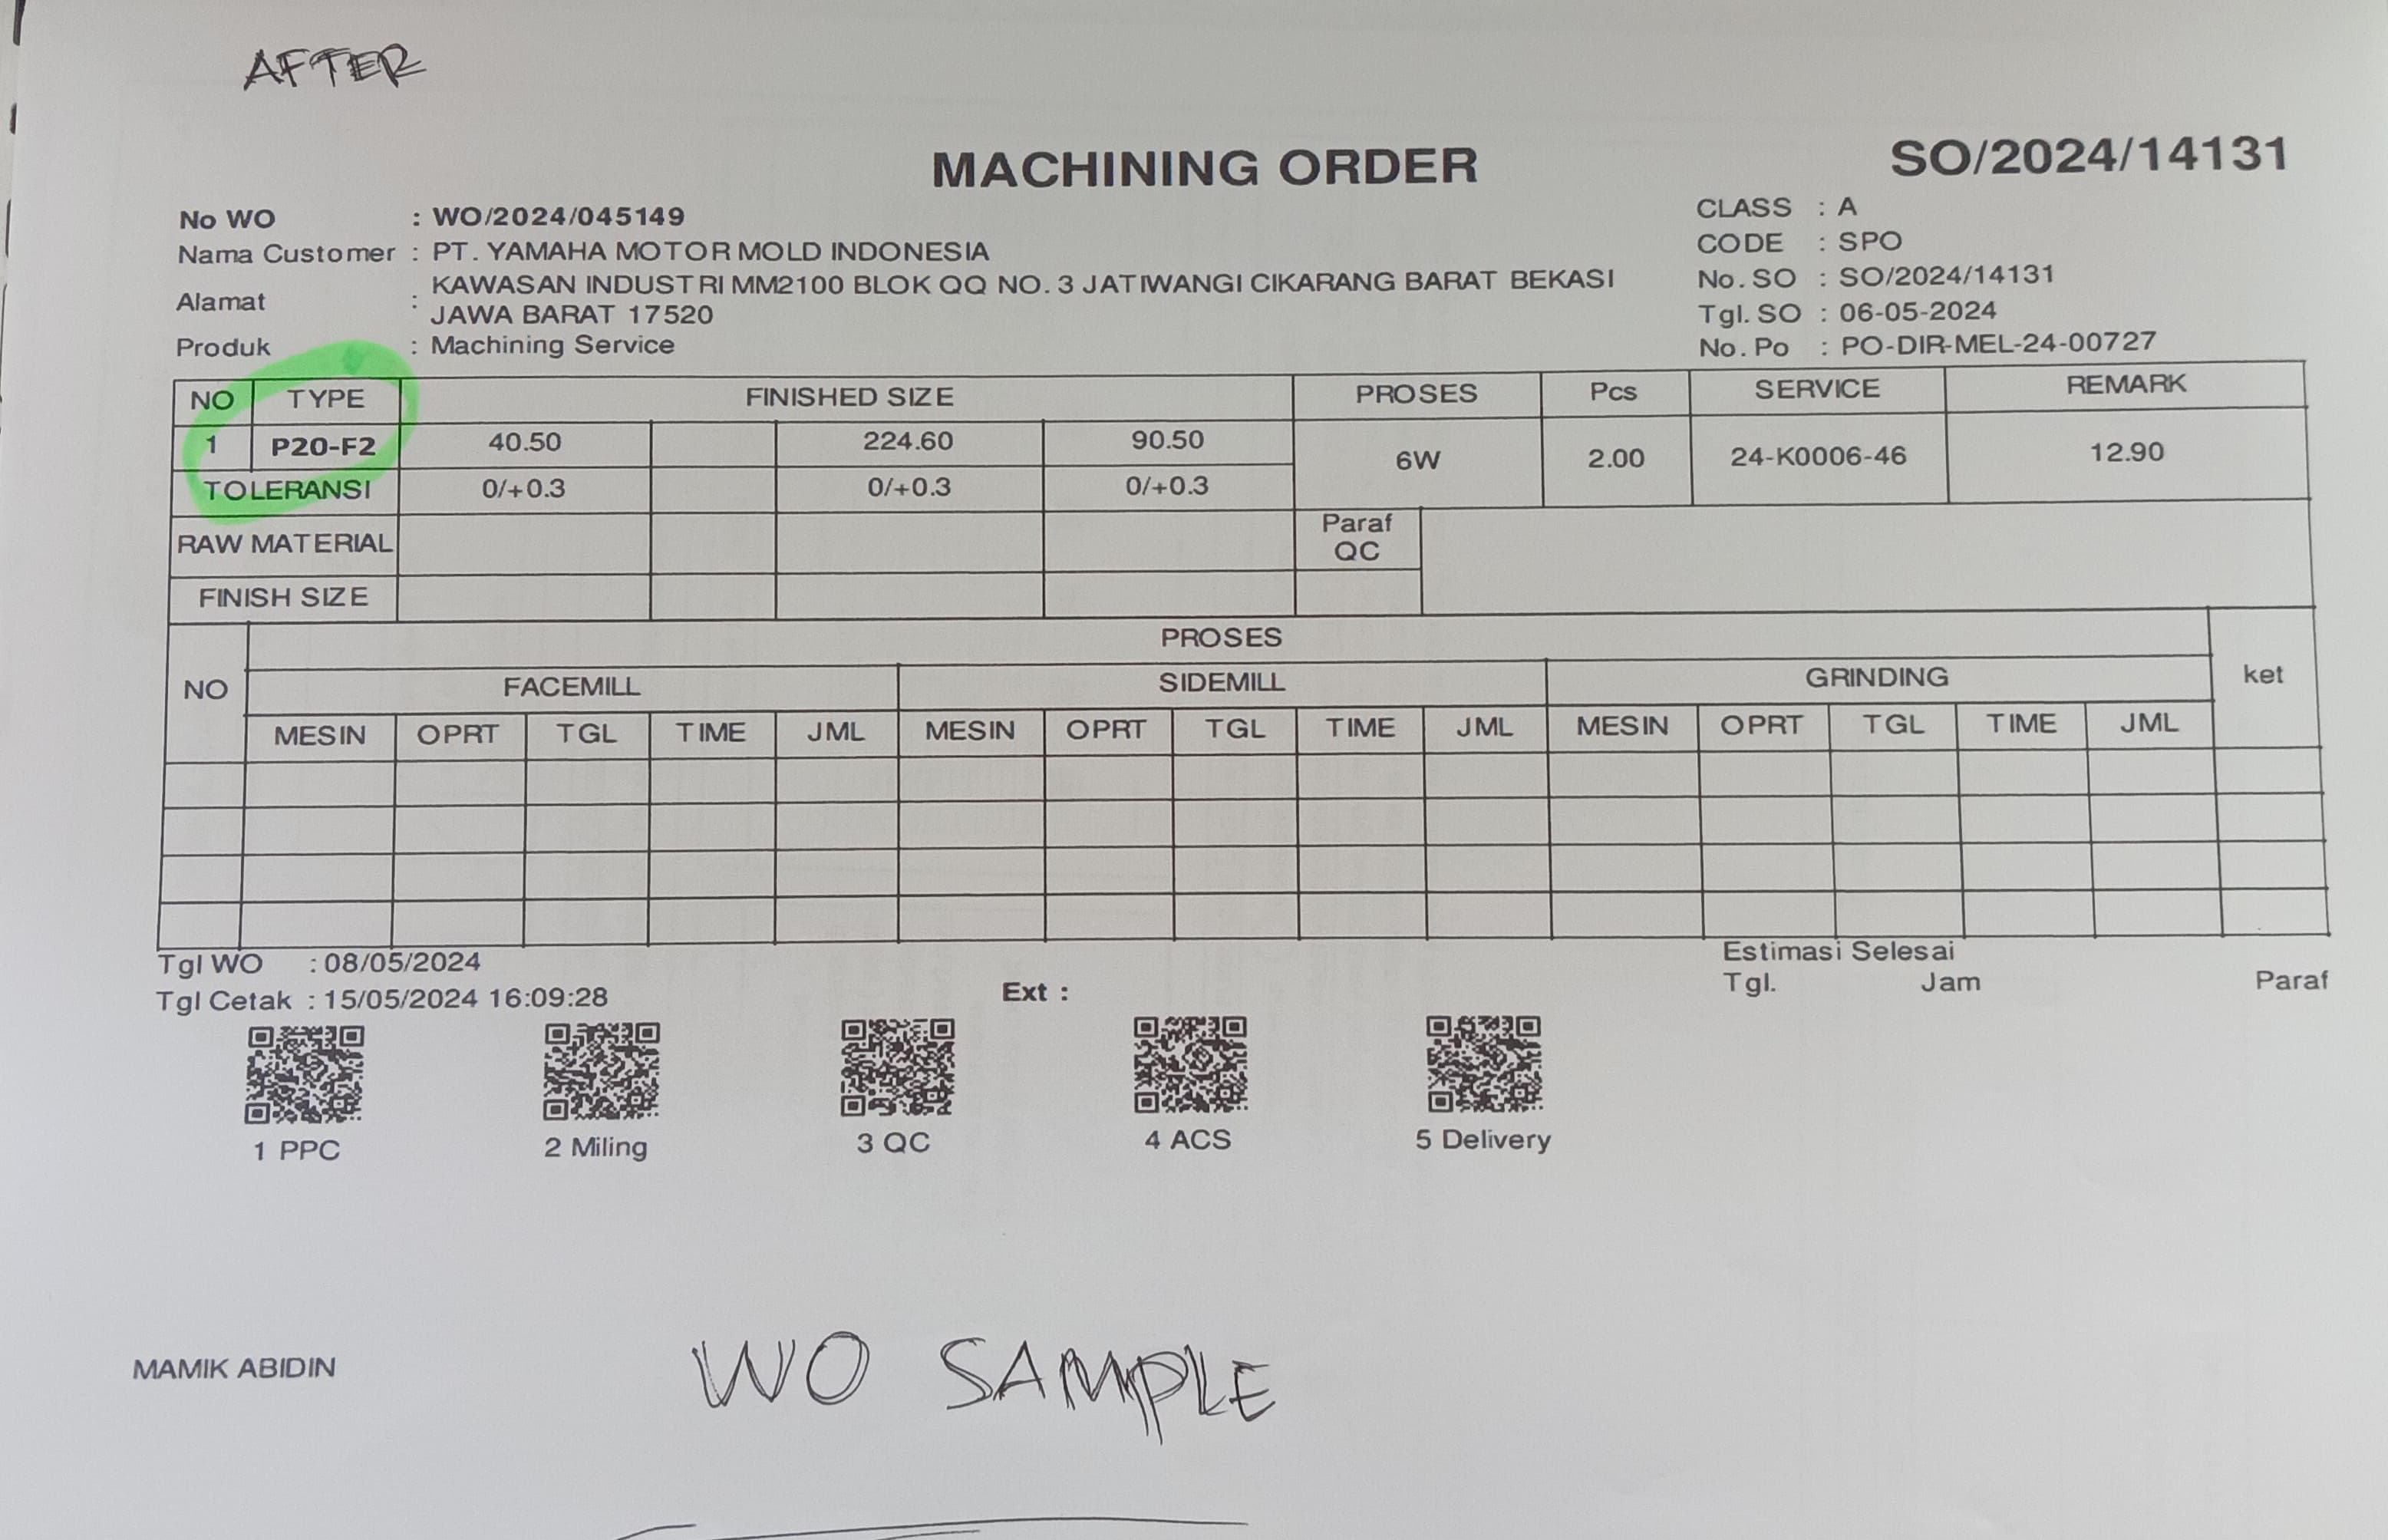 AFTER
MACHINING ORDER
SO/2024/14131
No WO : WO/2024/045149
Nama Customer : PT. YAMAHA MOTOR MOLD INDONESIA
Alamat : KAWASAN INDUSTRI MM2100 BLOK QQ NO. 3 JATIWANGI CIKARANG BARAT BEKASI
JAWA BARAT 17520
Produk : Machining Service
CLASS : A
CODE : SPO
No. SO : SO/2024/14131
Tgl. SO : 06-05-2024
No. Po : PO-DIR-MEL-24-00727
NO TYPE FINISHED SIZE PROSES Pcs SERVICE REMARK
1 P20-F2 40.50 224.60 90.50 6W 2.00 24-K0006-46 12.90
TOLERANSI 0/+0.3 0/+0.3 0/+0.3
RAW MATERIAL Paraf QC
FINISH SIZE
NO PROSES ket
FACEMILL SIDEMILL GRINDING
MESIN OPRT TGL TIME JML MESIN OPRT TGL TIME JML MESIN OPRT TGL TIME JML
Tgl WO : 08/05/2024
Tgl Cetak : 15/05/2024 16:09:28
Ext :
Estimasi Selesai
Tgl. Jam Paraf
1 PPC 2 Miling 3 QC 4 ACS 5 Delivery
MAMIK ABIDIN
WO SAMPLE